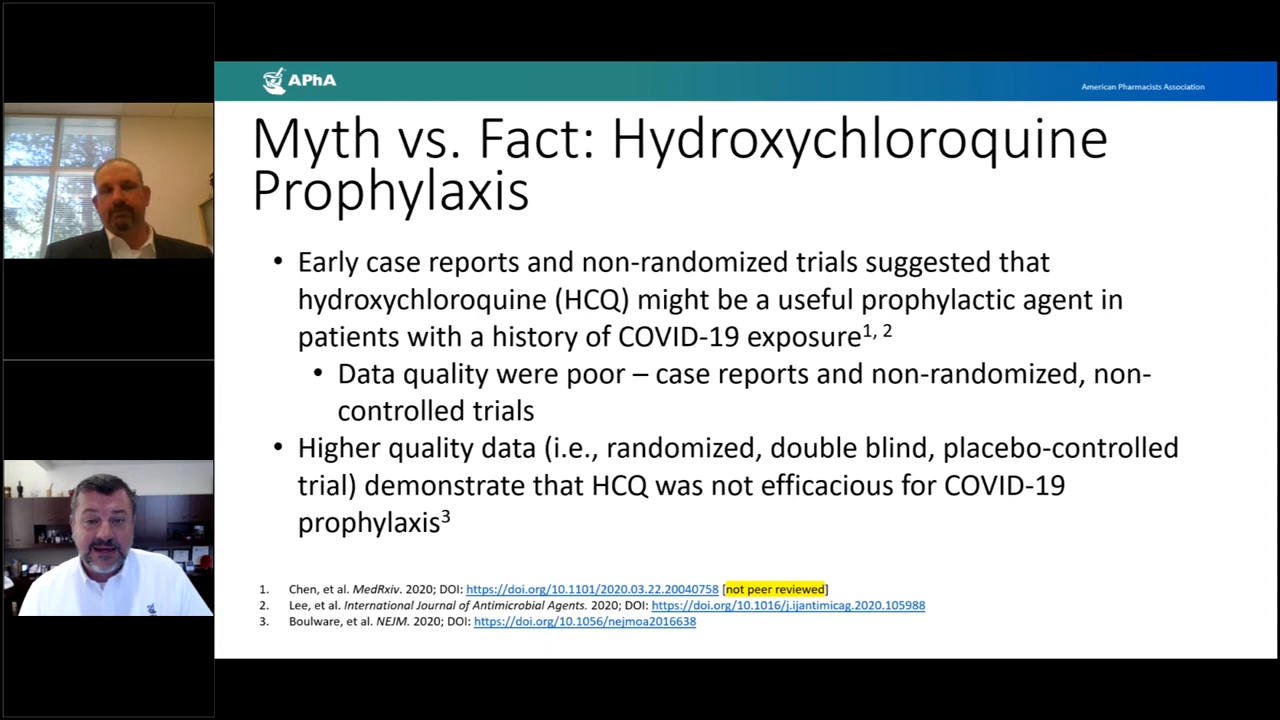 APhA
American Pharmacists Association
Myth vs. Fact: Hydroxychloroquine
Prophylaxis
• Early case reports and non-randomized trials suggested that
hydroxychloroquine (HCQ) might be a useful prophylactic agent in
patients with a history of COVID-19 exposure1, 2
• Data quality were poor – case reports and non-randomized, non-
controlled trials
• Higher quality data (i.e., randomized, double blind, placebo-controlled
trial) demonstrate that HCQ was not efficacious for COVID-19
prophylaxis3
1. Chen, et al. MedRxiv. 2020; DOI: https://doi.org/10.1101/2020.03.22.20040758 [not peer reviewed]
2. Lee, et al. International Journal of Antimicrobial Agents. 2020; DOI: https://doi.org/10.1016/j.ijantimicag.2020.105988
3. Boulware, et al. NEJM. 2020; DOI: https://doi.org/10.1056/nejmoa2016638